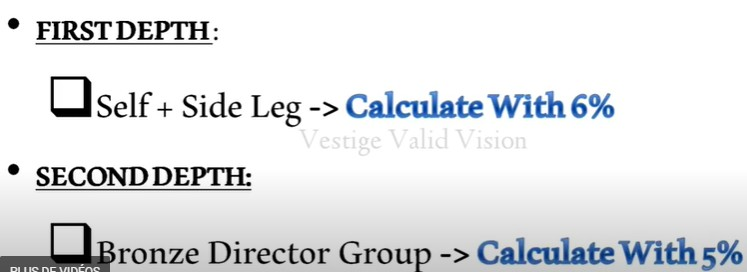 FIRST DEPTH:
Self + Side Leg -> Calculate With 6%
Vestige Valid Vision
SECOND DEPTH:
Bronze Director Group -> Calculate With 5%
PLUS DE VIDÉOS